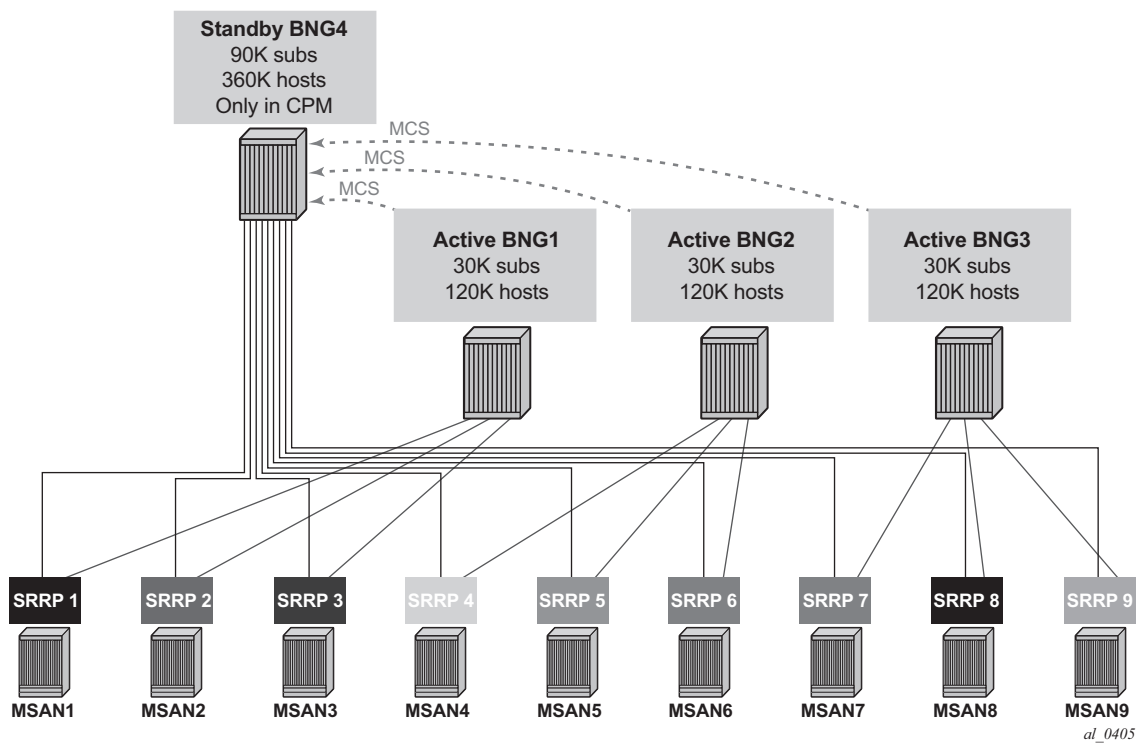 Standby BNG4
90K subs
360K hosts
Only in CPM
MCS
MCS
MCS
Active BNG1
30K subs
120K hosts
Active BNG2
30K subs
120K hosts
Active BNG3
30K subs
120K hosts
SRRP 1
SRRP 2
SRRP 3
SRRP 4
SRRP 5
SRRP 6
SRRP 7
SRRP 8
SRRP 9
MSAN1
MSAN2
MSAN3
MSAN4
MSAN5
MSAN6
MSAN7
MSAN8
MSAN9
al_0405